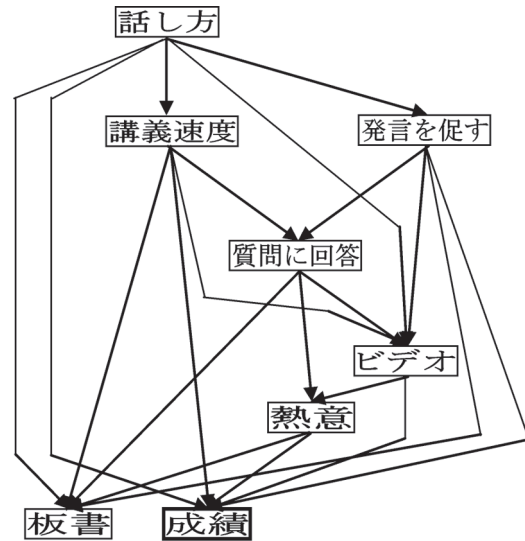 話し方
講義速度
発言を促す
質問に回答
ビデオ
熱意
板書
成績